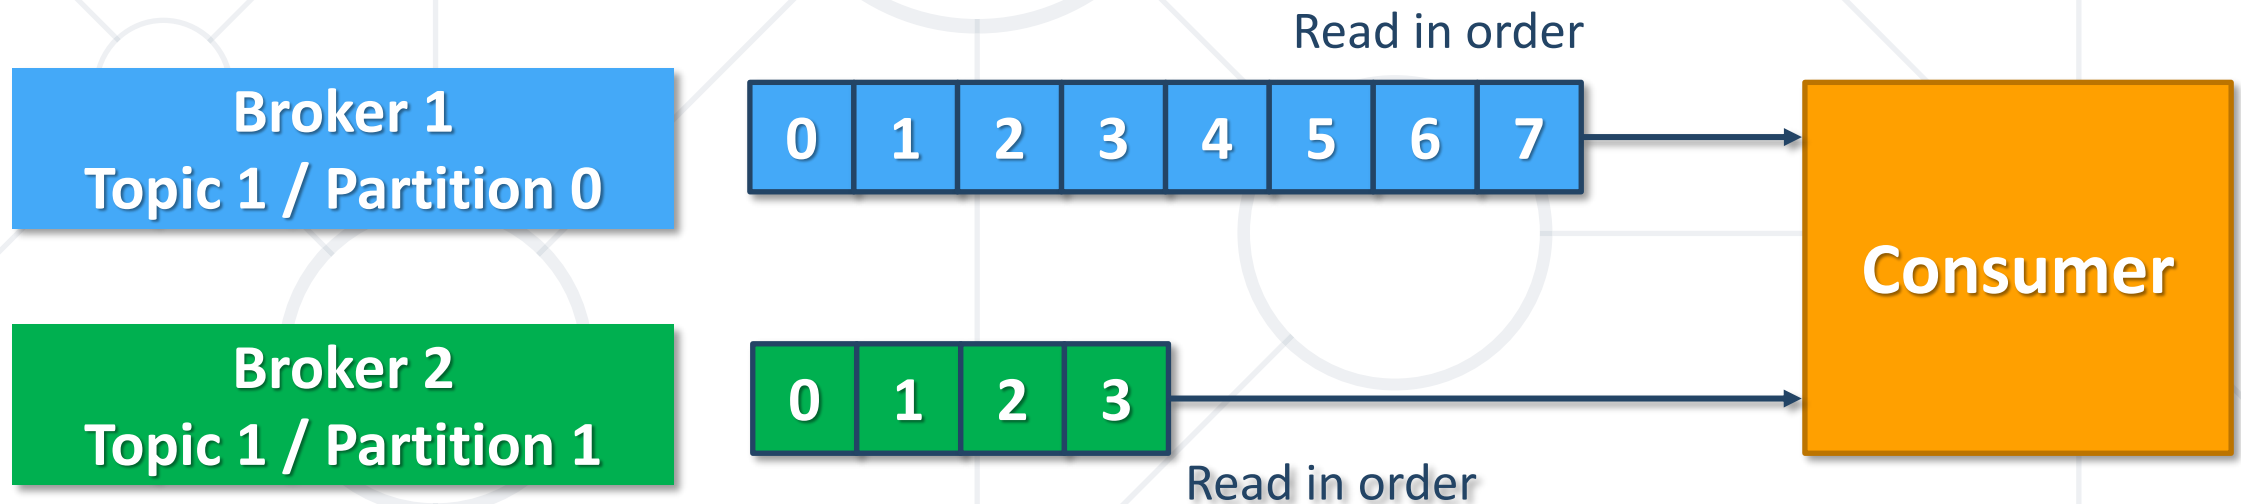 Read in order
Broker 1
Topic 1 / Partition 0
0 1 2 3 4 5 6 7
Consumer
Broker 2
Topic 1 / Partition 1
0 1 2 3
Read in order